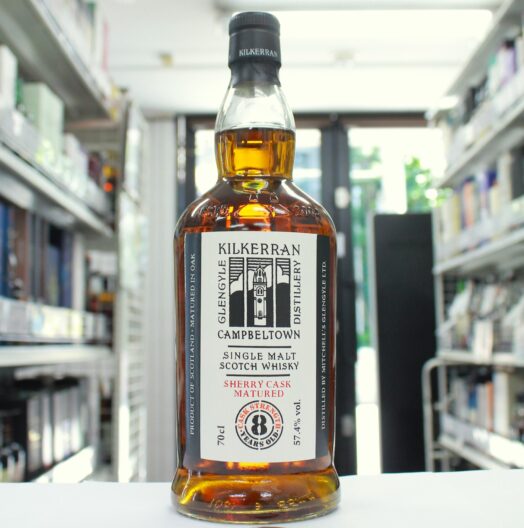 KILKERRAN
KILKERRAN
GLENGYLE
DISTILLERY
CAMPBELTOWN
SINGLE MALT
SCOTCH WHISKY
SHERRY CASK
MATURED
CASK STRENGTH
8
YEARS OLD
70cl
57.4% vol.
PRODUCT OF SCOTLAND • MATURED IN OAK
DISTILLED BY MITCHELL'S GLENGYLE LTD.